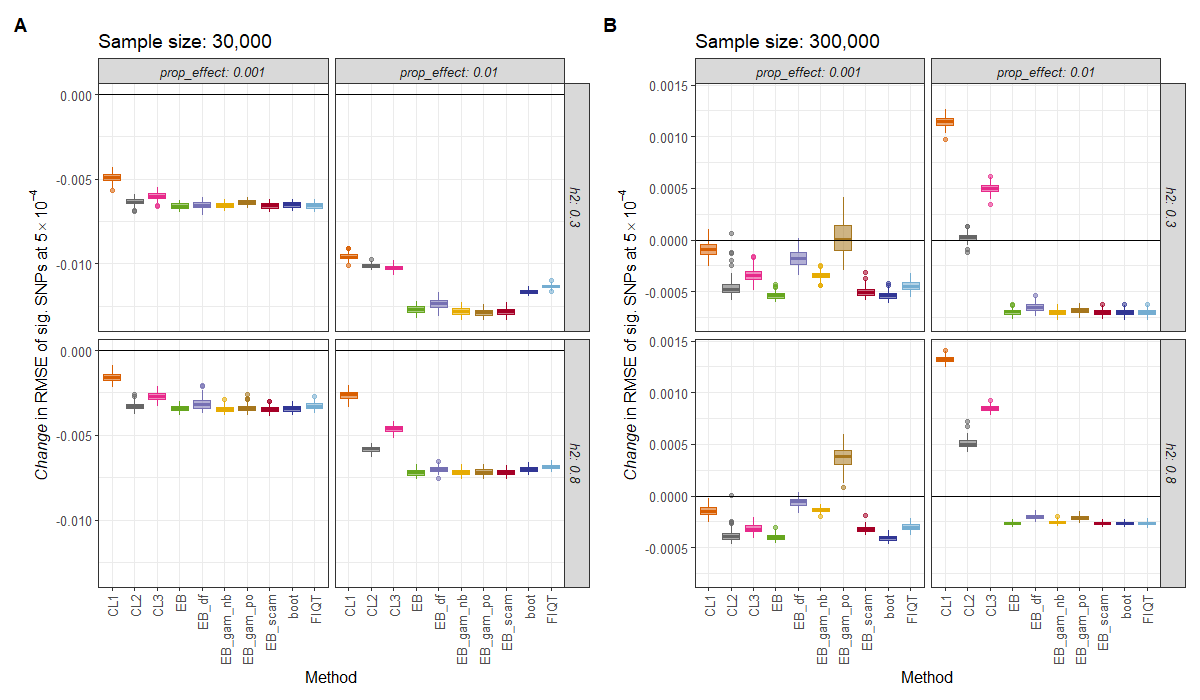 A
Sample size: 30,000
prop_effect: 0.001
prop_effect: 0.01
0.000
-0.005
-0.010
h2: 0.3
0.000
-0.005
-0.010
h2: 0.8
Change in RMSE of sig. SNPs at 5 × 10⁻⁴
CL1
CL2
CL3
EB
EB_df
EB_gam_nb
EB_gam_po
EB_scam
boot
FIQT
CL1
CL2
CL3
EB
EB_df
EB_gam_nb
EB_gam_po
EB_scam
boot
FIQT
Method
B
Sample size: 300,000
prop_effect: 0.001
prop_effect: 0.01
0.0015
0.0010
0.0005
0.0000
-0.0005
h2: 0.3
0.0015
0.0010
0.0005
0.0000
-0.0005
h2: 0.8
Change in RMSE of sig. SNPs at 5 × 10⁻⁴
CL1
CL2
CL3
EB
EB_df
EB_gam_nb
EB_gam_po
EB_scam
boot
FIQT
CL1
CL2
CL3
EB
EB_df
EB_gam_nb
EB_gam_po
EB_scam
boot
FIQT
Method